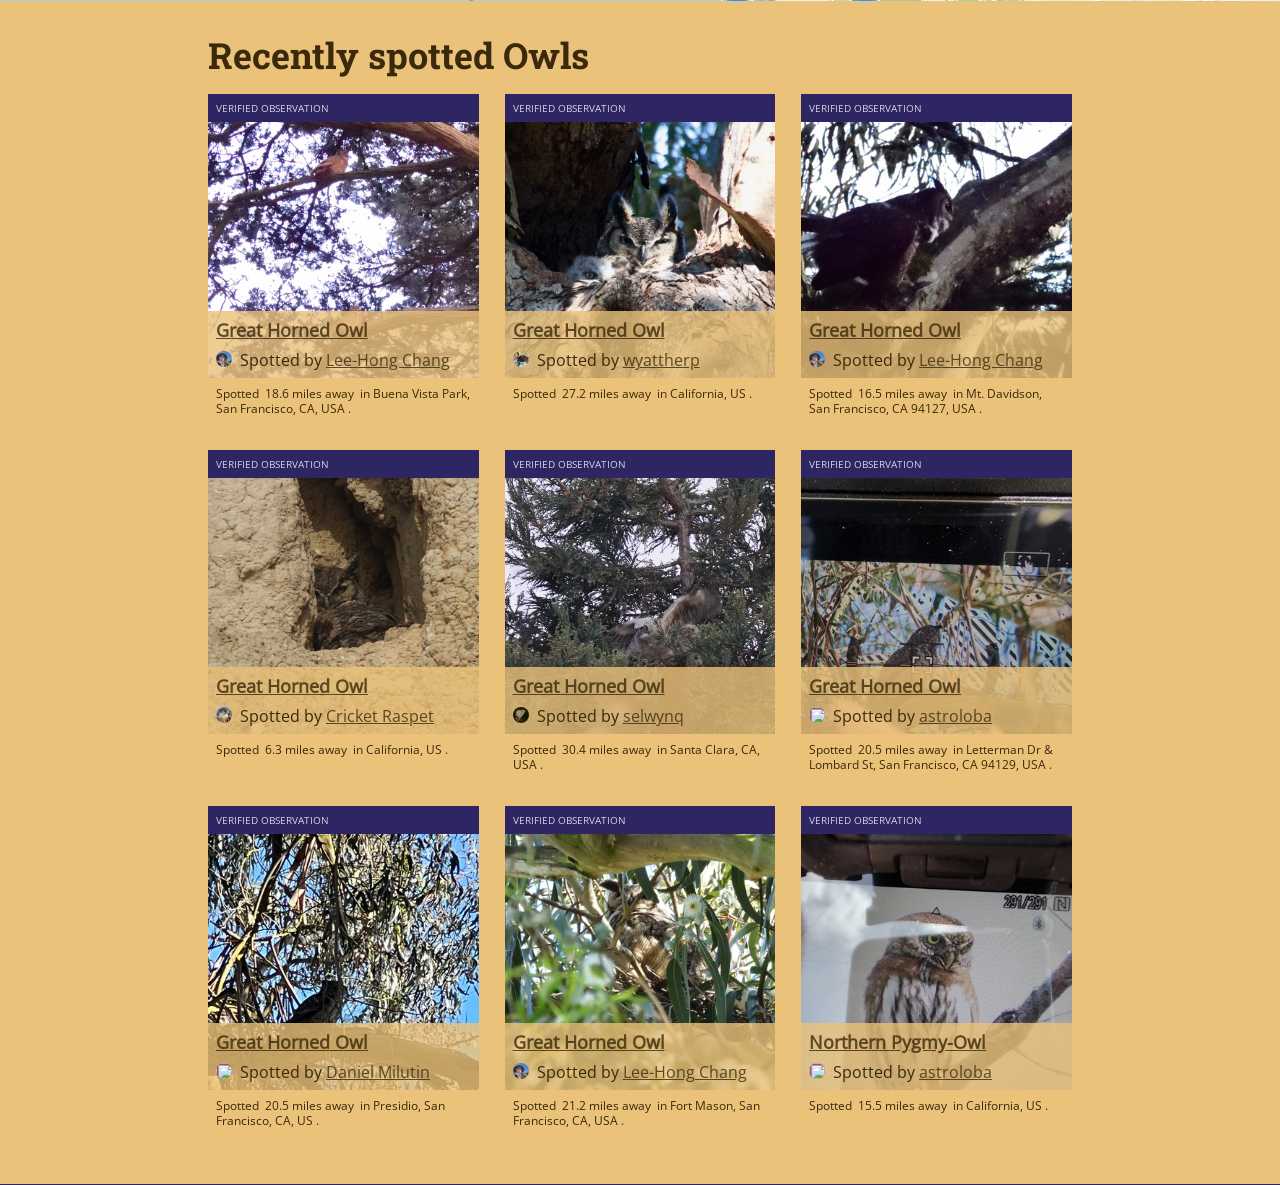 Recently spotted Owls
VERIFIED OBSERVATION
Great Horned Owl
Spotted by Lee-Hong Chang
Spotted 18.6 miles away in Buena Vista Park,
San Francisco, CA, USA .
VERIFIED OBSERVATION
Great Horned Owl
Spotted by wyattherp
Spotted 27.2 miles away in California, US .
VERIFIED OBSERVATION
Great Horned Owl
Spotted by Lee-Hong Chang
Spotted 16.5 miles away in Mt. Davidson,
San Francisco, CA 94127, USA .
VERIFIED OBSERVATION
Great Horned Owl
Spotted by Cricket Raspet
Spotted 6.3 miles away in California, US .
VERIFIED OBSERVATION
Great Horned Owl
Spotted by selwynq
Spotted 30.4 miles away in Santa Clara, CA,
USA .
VERIFIED OBSERVATION
Great Horned Owl
Spotted by astroloba
Spotted 20.5 miles away in Letterman Dr &
Lombard St, San Francisco, CA 94129, USA .
VERIFIED OBSERVATION
Great Horned Owl
Spotted by Daniel Milutin
Spotted 20.5 miles away in Presidio, San
Francisco, CA, US .
VERIFIED OBSERVATION
Great Horned Owl
Spotted by Lee-Hong Chang
Spotted 21.2 miles away in Fort Mason, San
Francisco, CA, USA .
VERIFIED OBSERVATION
291/291 N
Northern Pygmy-Owl
Spotted by astroloba
Spotted 15.5 miles away in California, US .